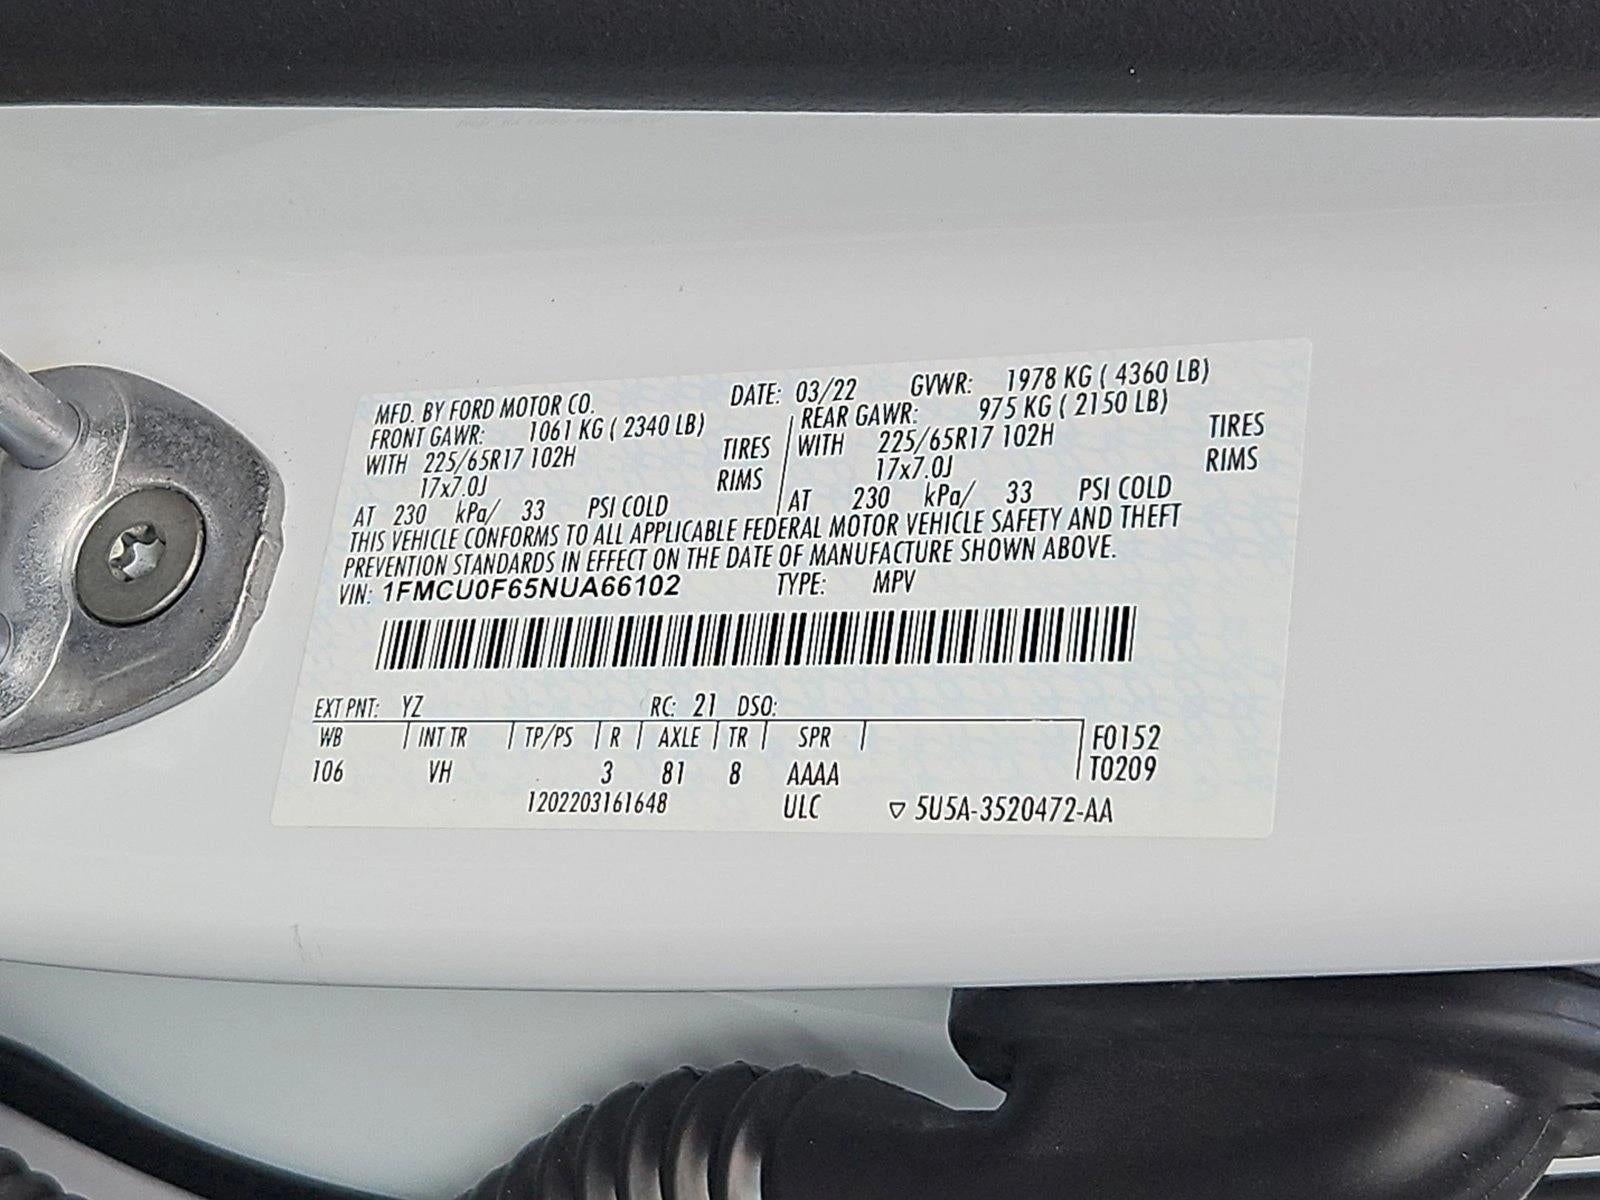 MFD. BY FORD MOTOR CO. DATE: 03/22 GVWR: 1978 KG ( 4360 LB)
FRONT GAWR: 1061 KG ( 2340 LB) REAR GAWR: 975 KG ( 2150 LB)
WITH 225/65R17 102H TIRES WITH 225/65R17 102H TIRES
17x7.0J RIMS 17x7.0J RIMS
AT 230 kPa/ 33 PSI COLD AT 230 kPa/ 33 PSI COLD
THIS VEHICLE CONFORMS TO ALL APPLICABLE FEDERAL MOTOR VEHICLE SAFETY AND THEFT
PREVENTION STANDARDS IN EFFECT ON THE DATE OF MANUFACTURE SHOWN ABOVE.
VIN: 1FMCU0F65NUA66102 TYPE: MPV
EXT PNT: YZ RC: 21 DSO:
WB INT TR TP/PS R AXLE TR SPR F0152
106 VH 3 81 8 AAAA T0209
1202203161648 ULC ▽ 5U5A-3520472-AA